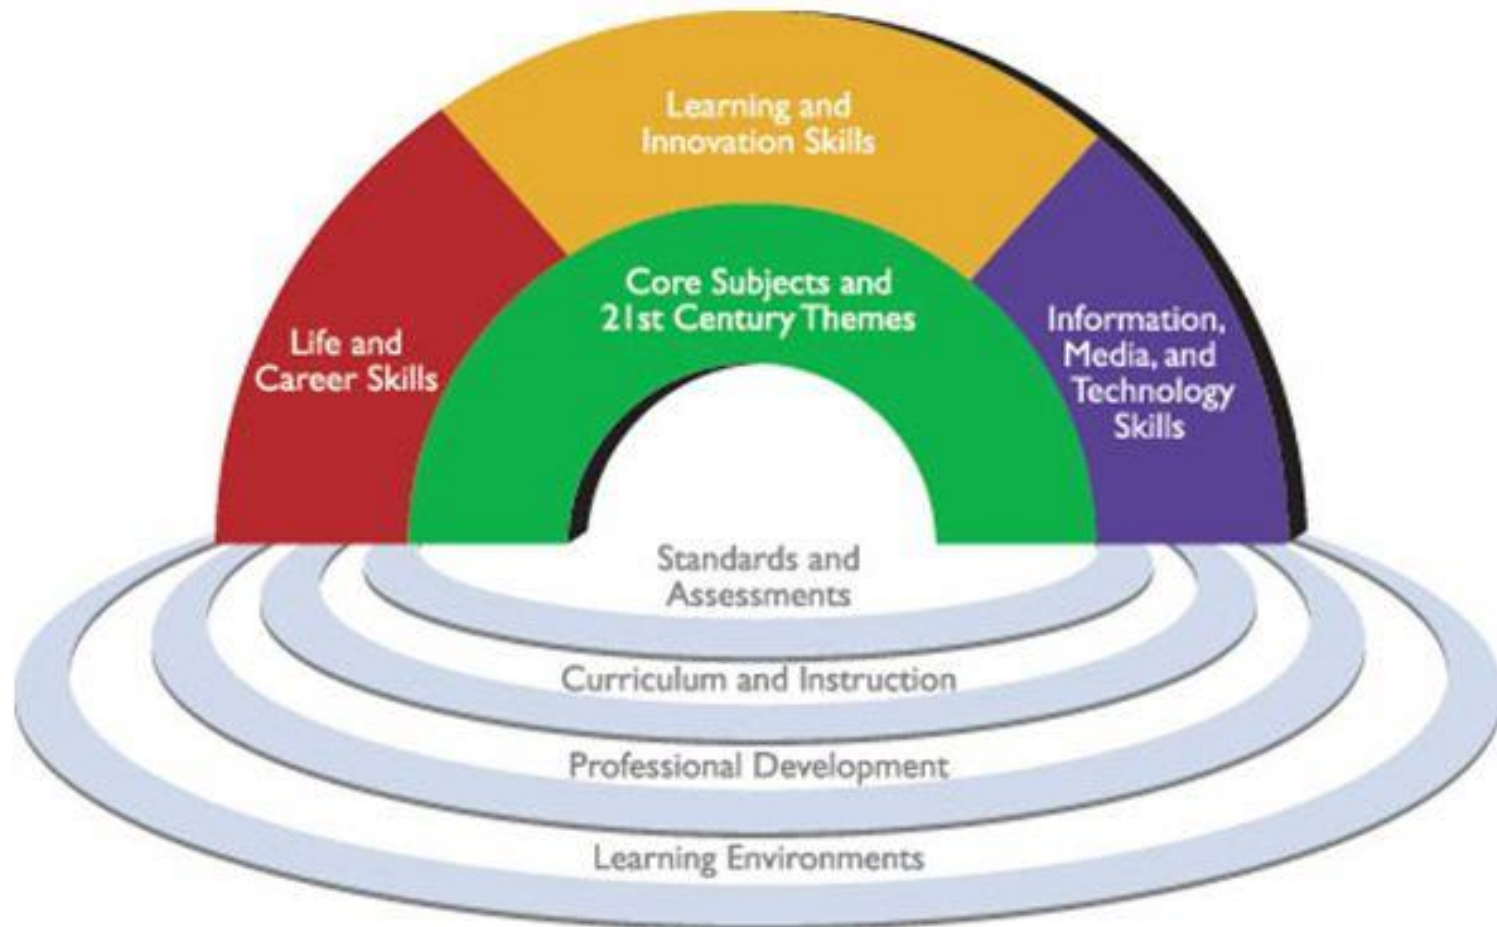 Learning and
Innovation Skills
Core Subjects and
21st Century Themes
Life and
Career Skills
Information,
Media, and
Technology
Skills
Standards and
Assessments
Curriculum and Instruction
Professional Development
Learning Environments